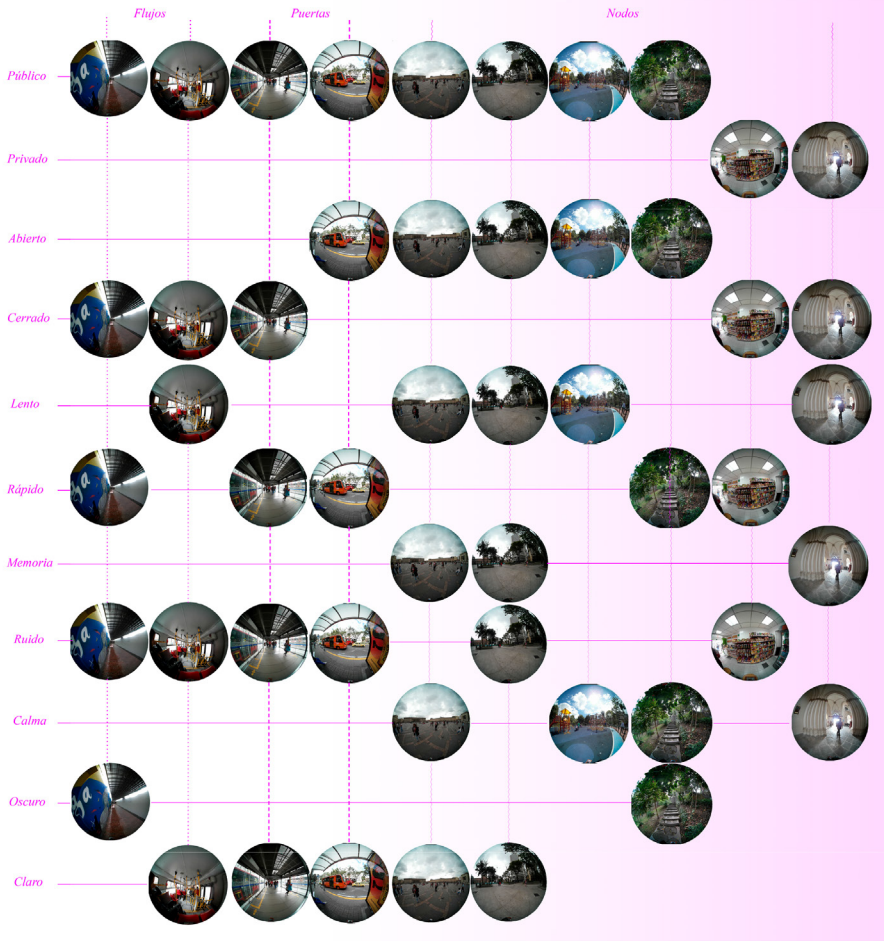 Flujos Puertas Nodos
Público
Privado
Abierto
Cerrado
Lento
Rápido
Memoria
Ruido
Calma
Oscuro
Claro